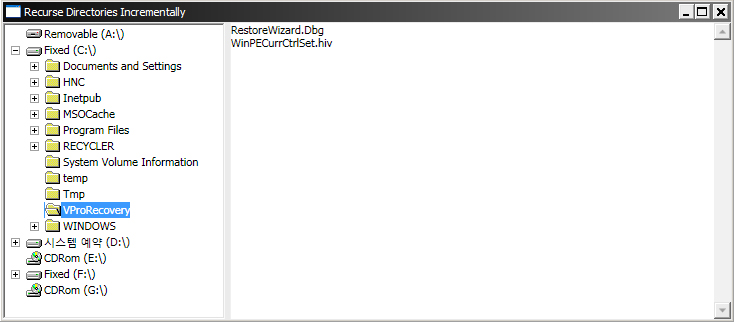 Recurse Directories Incrementally
Removable (A:\)
Fixed (C:\)
Documents and Settings
HNC
Inetpub
MSOCache
Program Files
RECYCLER
System Volume Information
temp
Tmp
VProRecovery
WINDOWS
시스템 예약 (D:\)
CDRom (E:\)
Fixed (F:\)
CDRom (G:\)
RestoreWizard.Dbg
WinPECurrCtrlSet.hiv